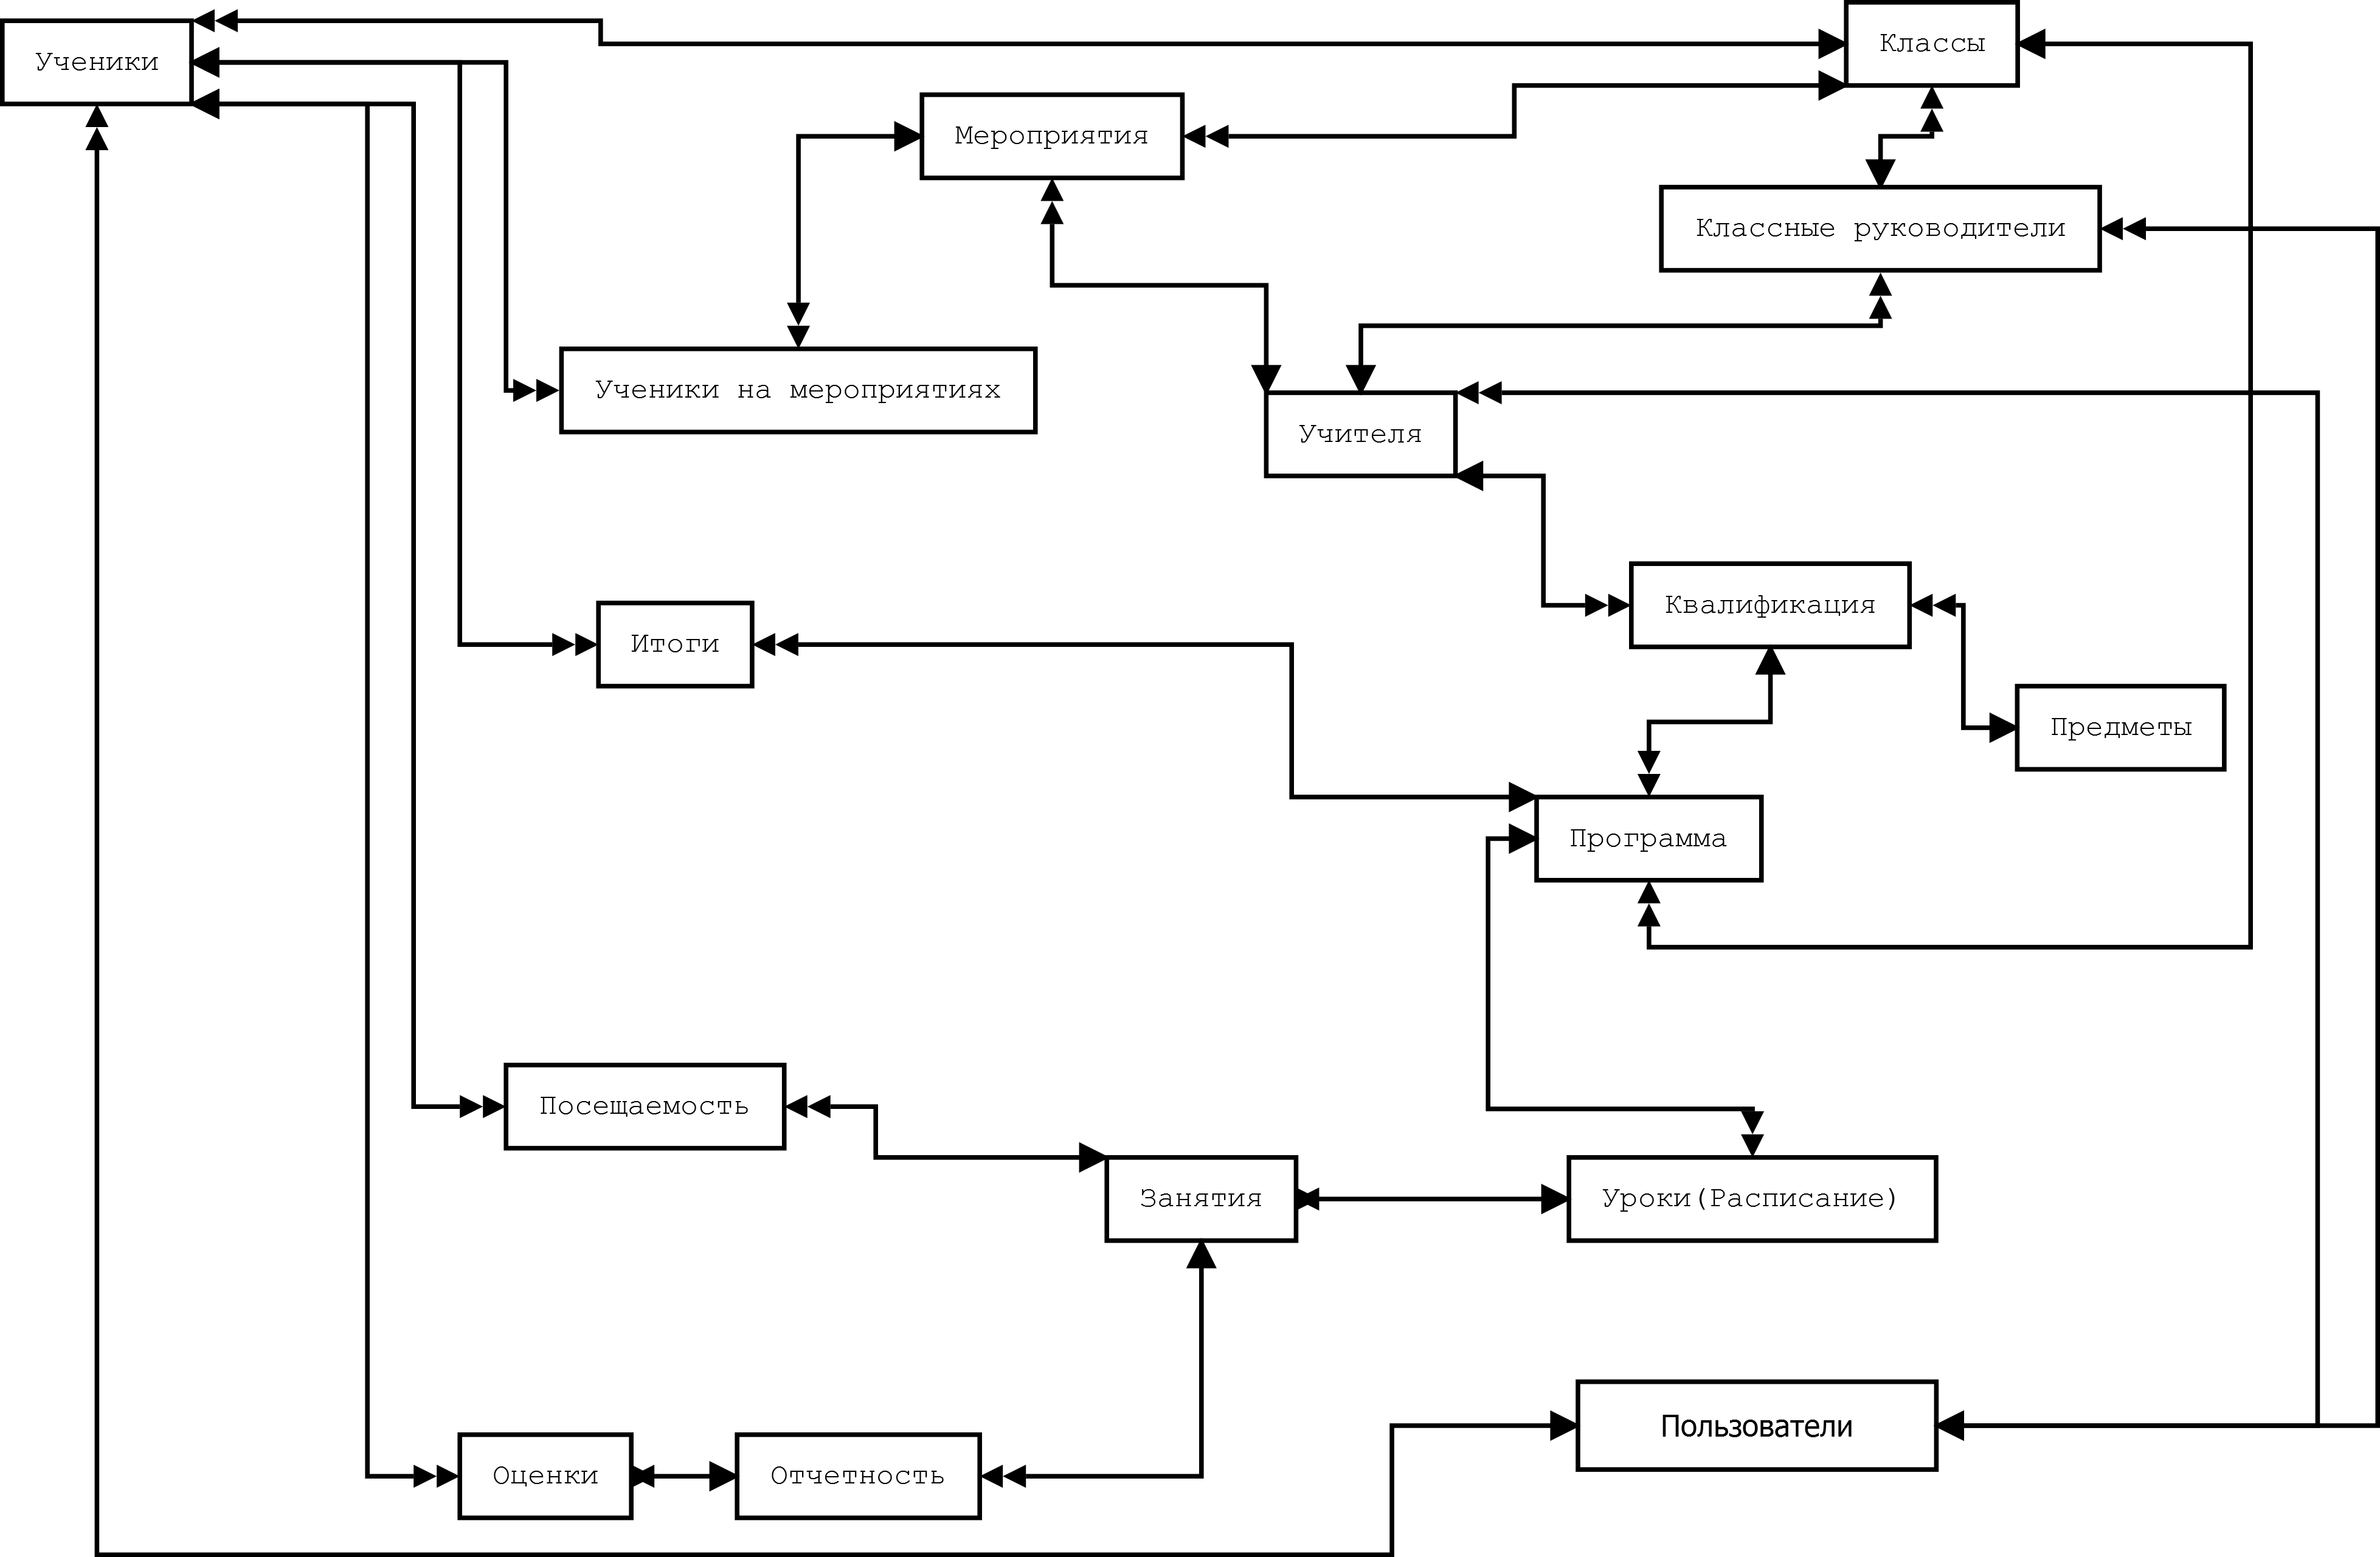 Ученики
Классы
Мероприятия
Классные руководители
Ученики на мероприятиях
Учителя
Квалификация
Итоги
Предметы
Программа
Посещаемость
Занятия
Уроки(Расписание)
Пользователи
Оценки
Отчетность